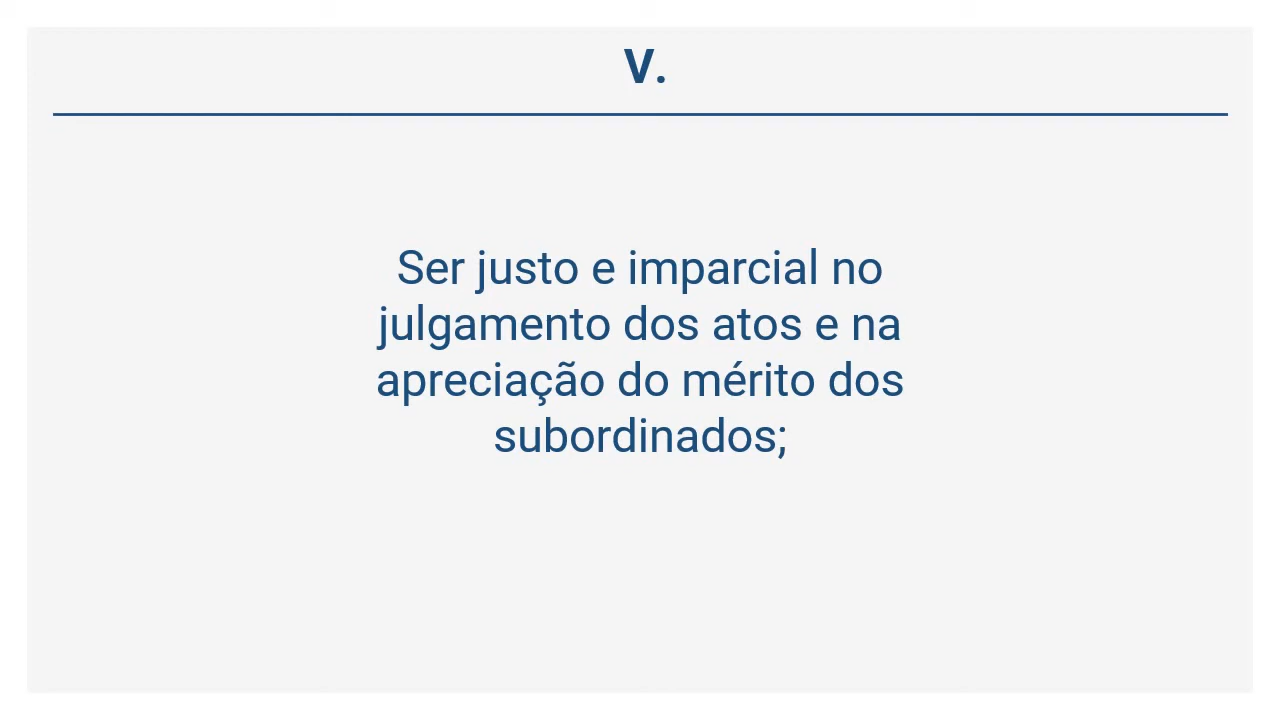 V.
Ser justo e imparcial no
julgamento dos atos e na
apreciação do mérito dos
subordinados;